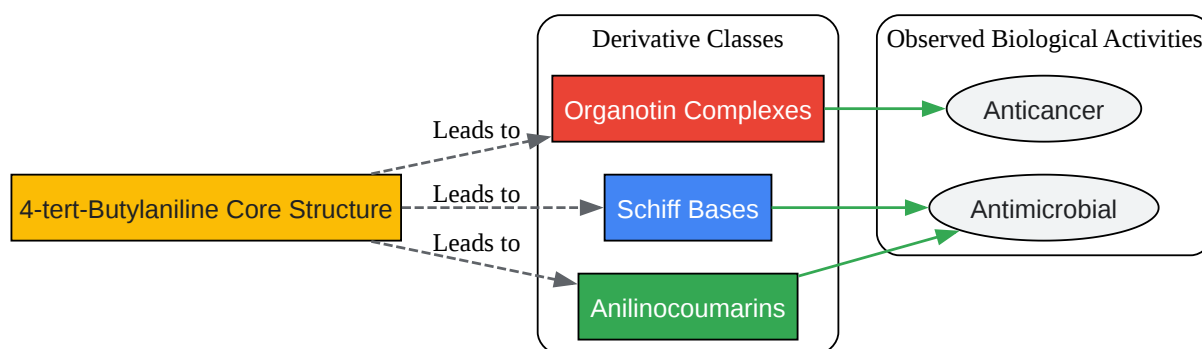 Derivative Classes
Observed Biological Activities
Organotin Complexes
Anticancer
Leads to
4-tert-Butylaniline Core Structure
Leads to
Schiff Bases
Antimicrobial
Leads to
Anilinocoumarins